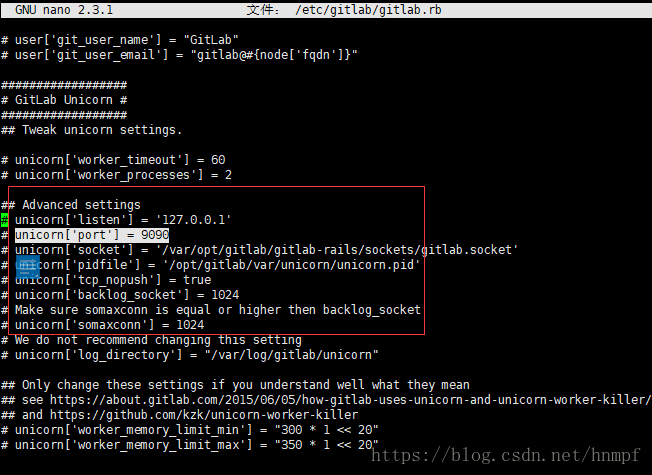 GNU nano 2.3.1 文件: /etc/gitlab/gitlab.rb
# user['git_user_name'] = "GitLab"
# user['git_user_email'] = "gitlab@#{node['fqdn']}"
##################
# GitLab Unicorn #
##################
## Tweak unicorn settings.
# unicorn['worker_timeout'] = 60
# unicorn['worker_processes'] = 2
## Advanced settings
# unicorn['listen'] = '127.0.0.1'
# unicorn['port'] = 9090
# unicorn['socket'] = '/var/opt/gitlab/gitlab-rails/sockets/gitlab.socket'
# unicorn['pidfile'] = '/opt/gitlab/var/unicorn/unicorn.pid'
# unicorn['tcp_nopush'] = true
# unicorn['backlog_socket'] = 1024
# Make sure somaxconn is equal or higher then backlog_socket
# unicorn['somaxconn'] = 1024
# We do not recommend changing this setting
# unicorn['log_directory'] = "/var/log/gitlab/unicorn"
## Only change these settings if you understand well what they mean
## see https://about.gitlab.com/2015/06/05/how-gitlab-uses-unicorn-and-unicorn-worker-killer/
## and https://github.com/kzk/unicorn-worker-killer
# unicorn['worker_memory_limit_min'] = "300 * 1 << 20"
# unicorn['worker_memory_limit_max'] = "350 * 1 << 20"
https://blog.csdn.net/hnmpf